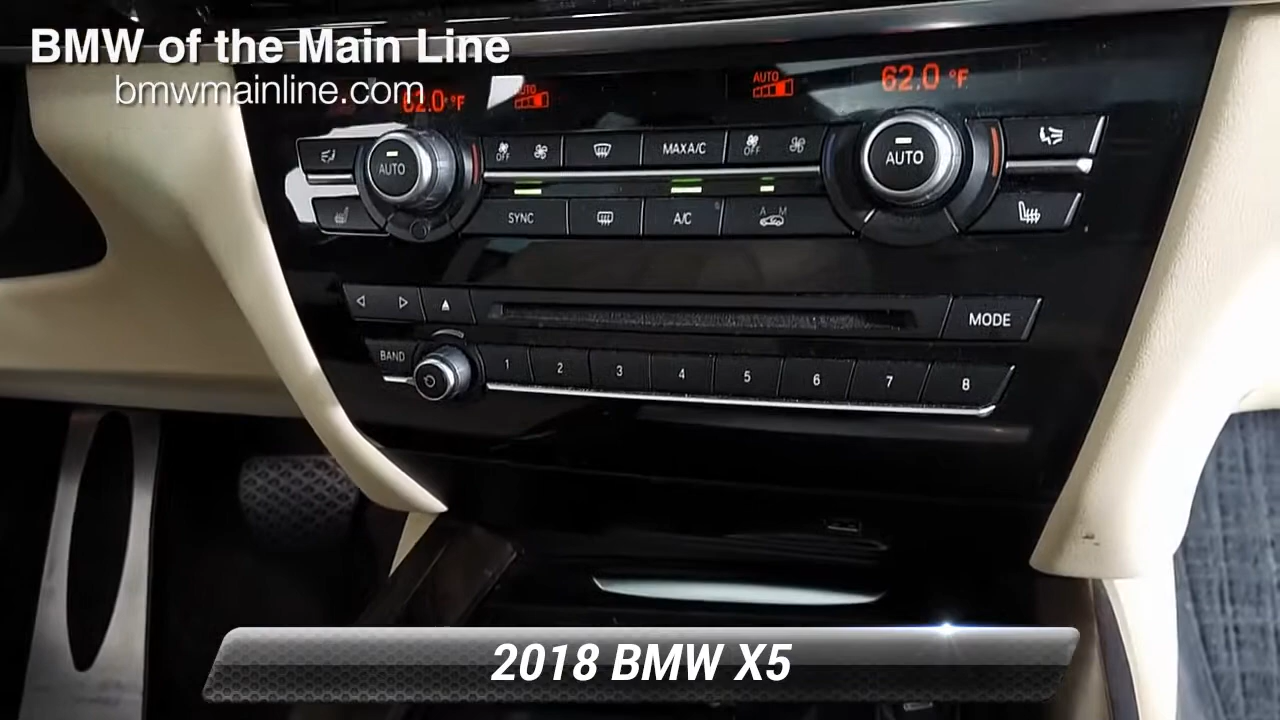 BMW of the Main Line
bmwmainline.com
62.0 °F
AUTO
AUTO
62.0 °F
AUTO
OFF
MAX A/C
OFF
AUTO
SYNC
A/C
A M
MODE
BAND
1 2 3 4 5 6 7 8
2018 BMW X5